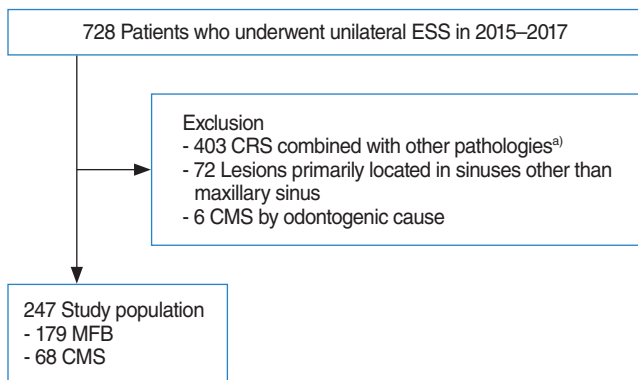 728 Patients who underwent unilateral ESS in 2015–2017
Exclusion
- 403 CRS combined with other pathologiesa)
- 72 Lesions primarily located in sinuses other than
maxillary sinus
- 6 CMS by odontogenic cause
247 Study population
- 179 MFB
- 68 CMS